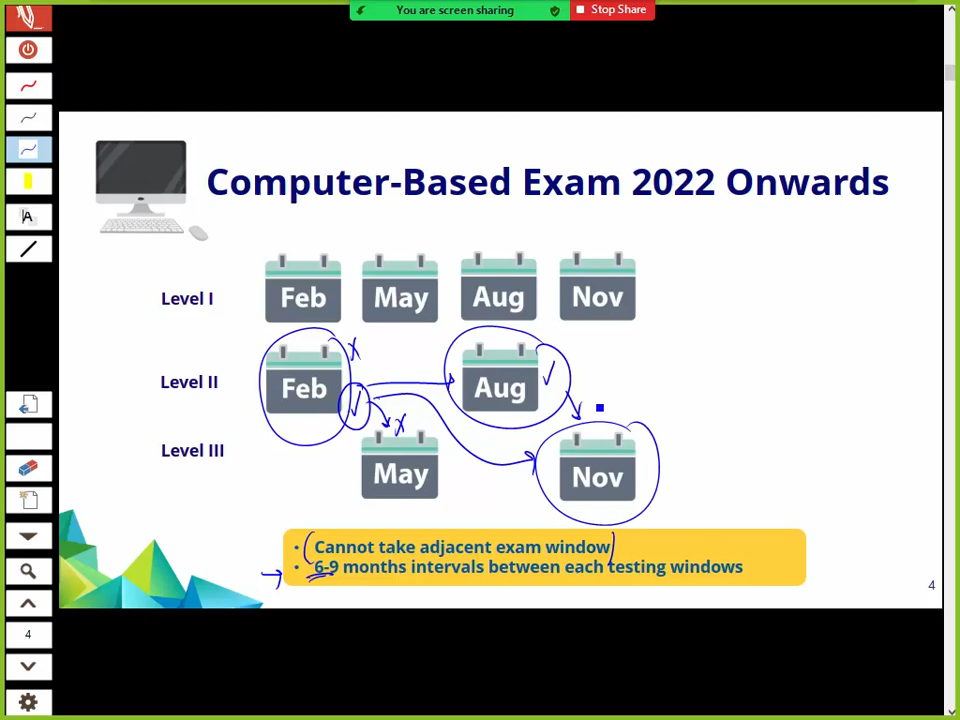 You are screen sharing
Stop Share
A
Computer-Based Exam 2022 Onwards
Level I
Feb
May
Aug
Nov
Level II
Feb
x
Aug
Level III
May
x
Nov
• Cannot take adjacent exam window
• 6-9 months intervals between each testing windows
4
4